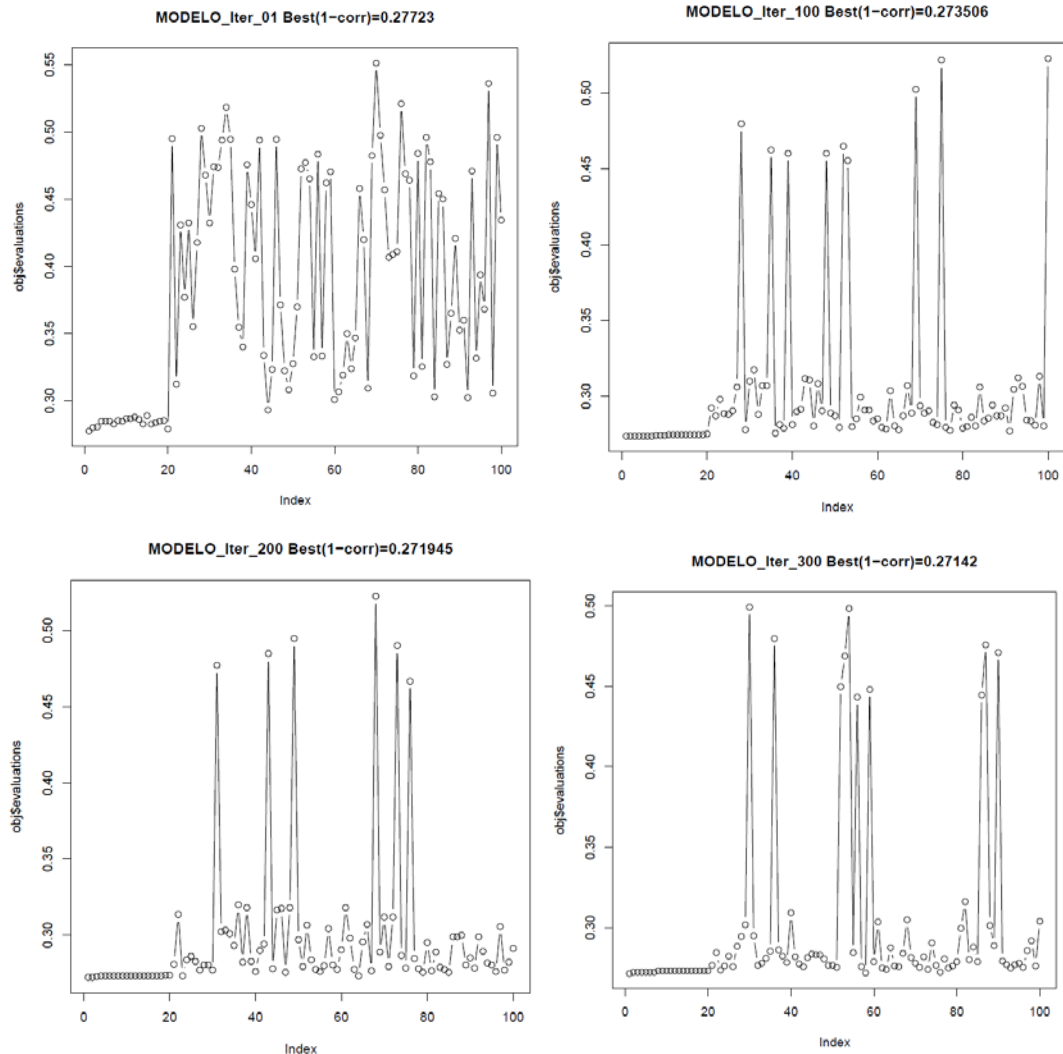 MODELO_Iter_01 Best(1−corr)=0.27723
obj$evaluations
0.30 0.35 0.40 0.45 0.50 0.55
0 20 40 60 80 100
Index
MODELO_Iter_100 Best(1−corr)=0.273506
obj$evaluations
0.30 0.35 0.40 0.45 0.50
0 20 40 60 80 100
Index
MODELO_Iter_200 Best(1−corr)=0.271945
obj$evaluations
0.30 0.35 0.40 0.45 0.50
0 20 40 60 80 100
Index
MODELO_Iter_300 Best(1−corr)=0.27142
obj$evaluations
0.30 0.35 0.40 0.45 0.50
0 20 40 60 80 100
Index